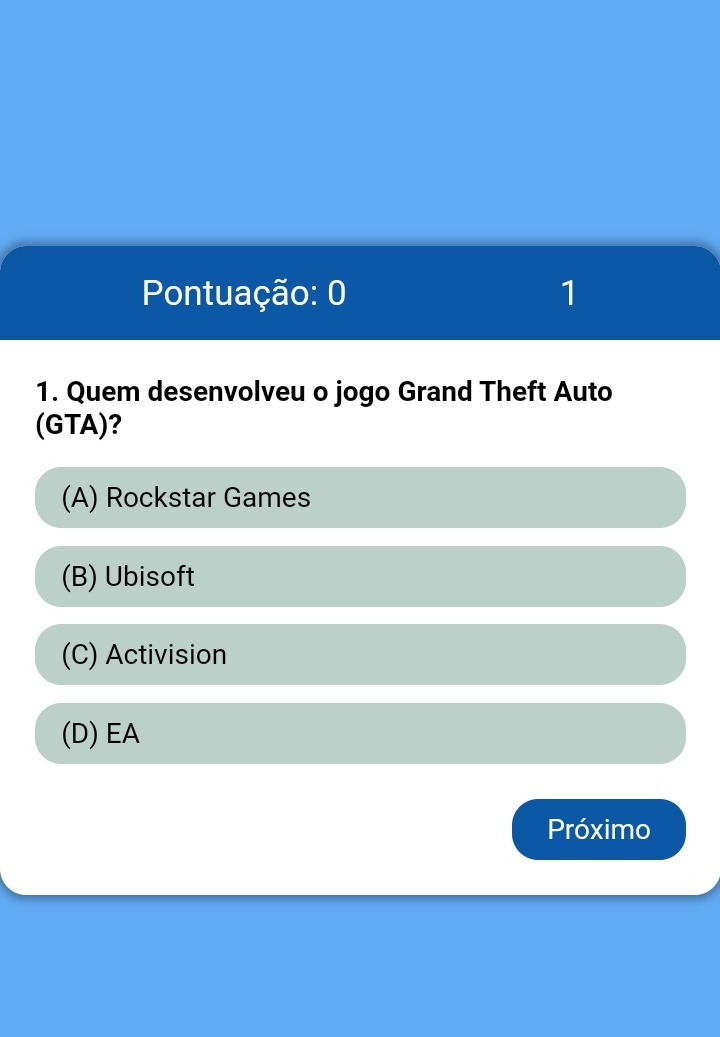 Pontuação: 0 1
1. Quem desenvolveu o jogo Grand Theft Auto
(GTA)?
(A) Rockstar Games
(B) Ubisoft
(C) Activision
(D) EA
Próximo